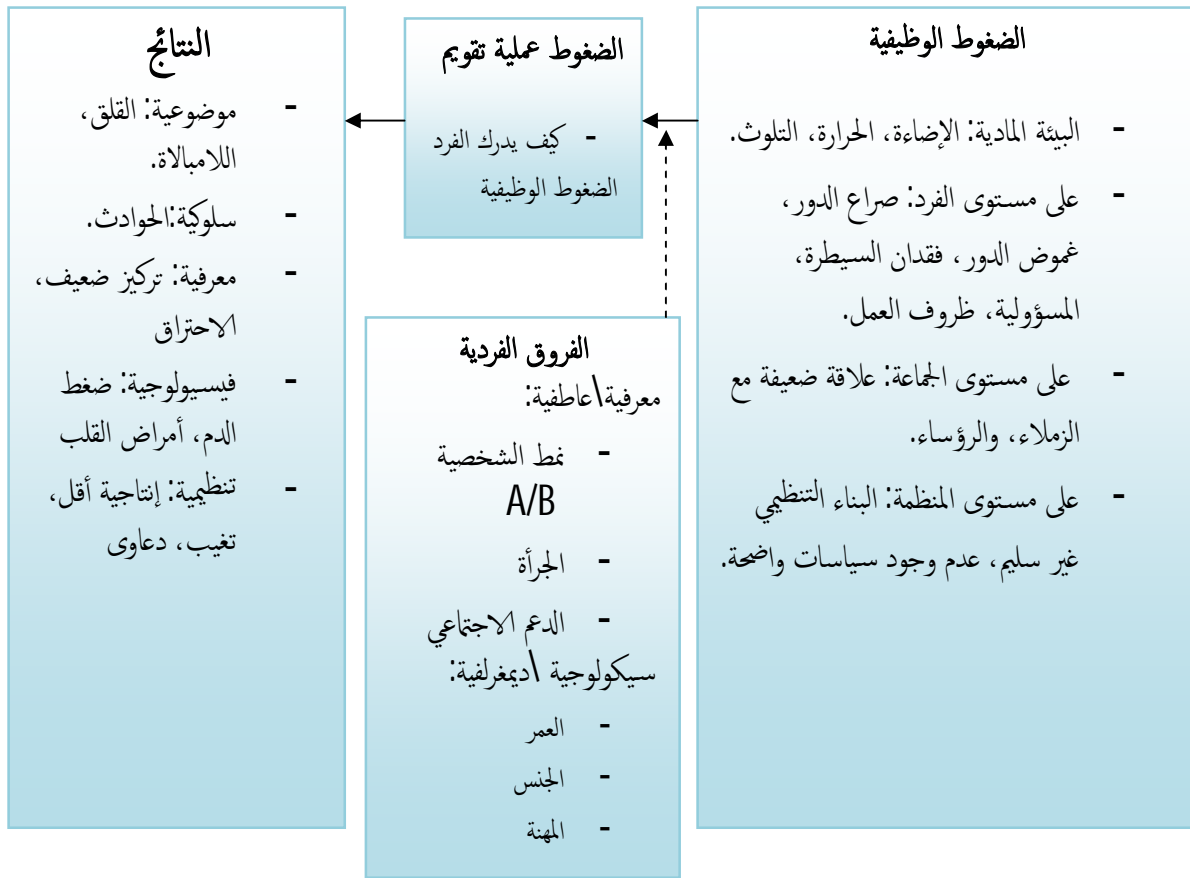 الضغوط الوظيفية
- البيئة المادية: الإضاءة، الحرارة، التلوث.
- على مستوى الفرد: صراع الدور،
غموض الدور، فقدان السيطرة،
المسؤولية، ظروف العمل.
- على مستوى الجماعة: علاقة ضعيفة مع
الزملاء، والرؤساء.
- على مستوى المنظمة: البناء التنظيمي
غير سليم، عدم وجود سياسات واضحة.
الضغوط عملية تقويم
- كيف يدرك الفرد
الضغوط الوظيفية
الفروق الفردية
معرفية\عاطفية:
- نمط الشخصية
A/B
- الجرأة
- الدعم الاجتماعي
سيكولوجية \ديمغرلفية:
- العمر
- الجنس
- المهنة
النتائج
- موضوعية: القلق،
اللامبالاة.
- سلوكية:الحوادث.
- معرفية: تركيز ضعيف،
الاحتراق
- فيسيولوجية: ضغط
الدم، أمراض القلب
- تنظيمية: إنتاجية أقل،
تغيب، دعاوى